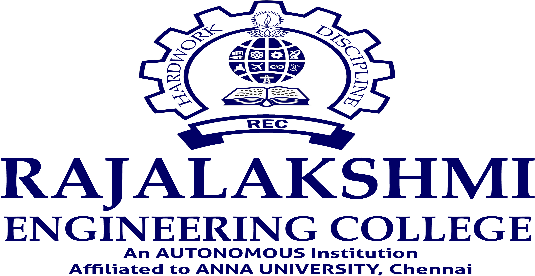 HARDWORK
DISCIPLINE
REC
RAJALAKSHMI
ENGINEERING COLLEGE
An AUTONOMOUS Institution
Affiliated to ANNA UNIVERSITY, Chennai